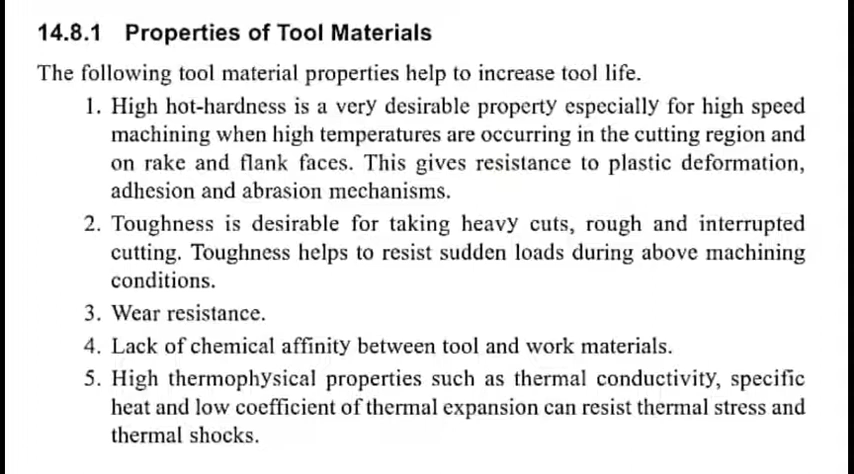 14.8.1 Properties of Tool Materials
The following tool material properties help to increase tool life.
1. High hot-hardness is a very desirable property especially for high speed
machining when high temperatures are occurring in the cutting region and
on rake and flank faces. This gives resistance to plastic deformation,
adhesion and abrasion mechanisms.
2. Toughness is desirable for taking heavy cuts, rough and interrupted
cutting. Toughness helps to resist sudden loads during above machining
conditions.
3. Wear resistance.
4. Lack of chemical affinity between tool and work materials.
5. High thermophysical properties such as thermal conductivity, specific
heat and low coefficient of thermal expansion can resist thermal stress and
thermal shocks.